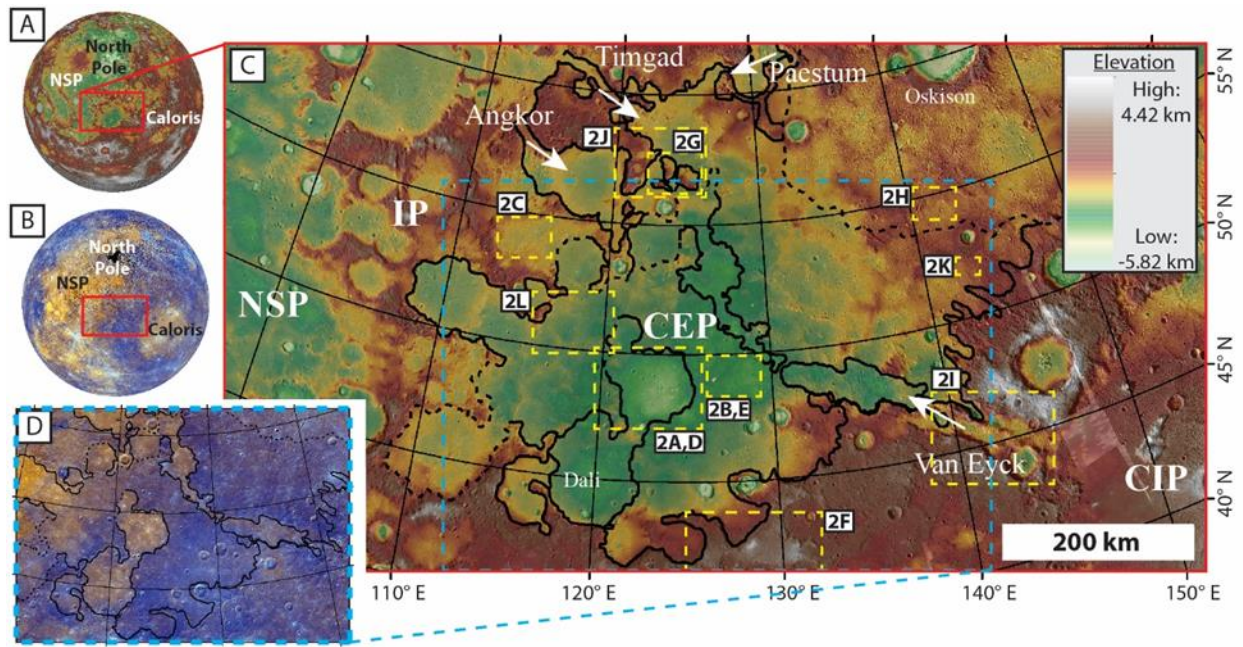 A
North
Pole
NSP
Caloris
B
North
Pole
NSP
Caloris
C
Timgad
Paestum
Oskison
Angkor
2J
2G
2H
2C
IP
2K
2L
NSP
CEP
2I
2B,E
2A,D
Dali
Van Eyck
CIP
2F
200 km
Elevation
High:
4.42 km
Low:
-5.82 km
55° N
50° N
45° N
40° N
110° E
120° E
130° E
140° E
150° E
D